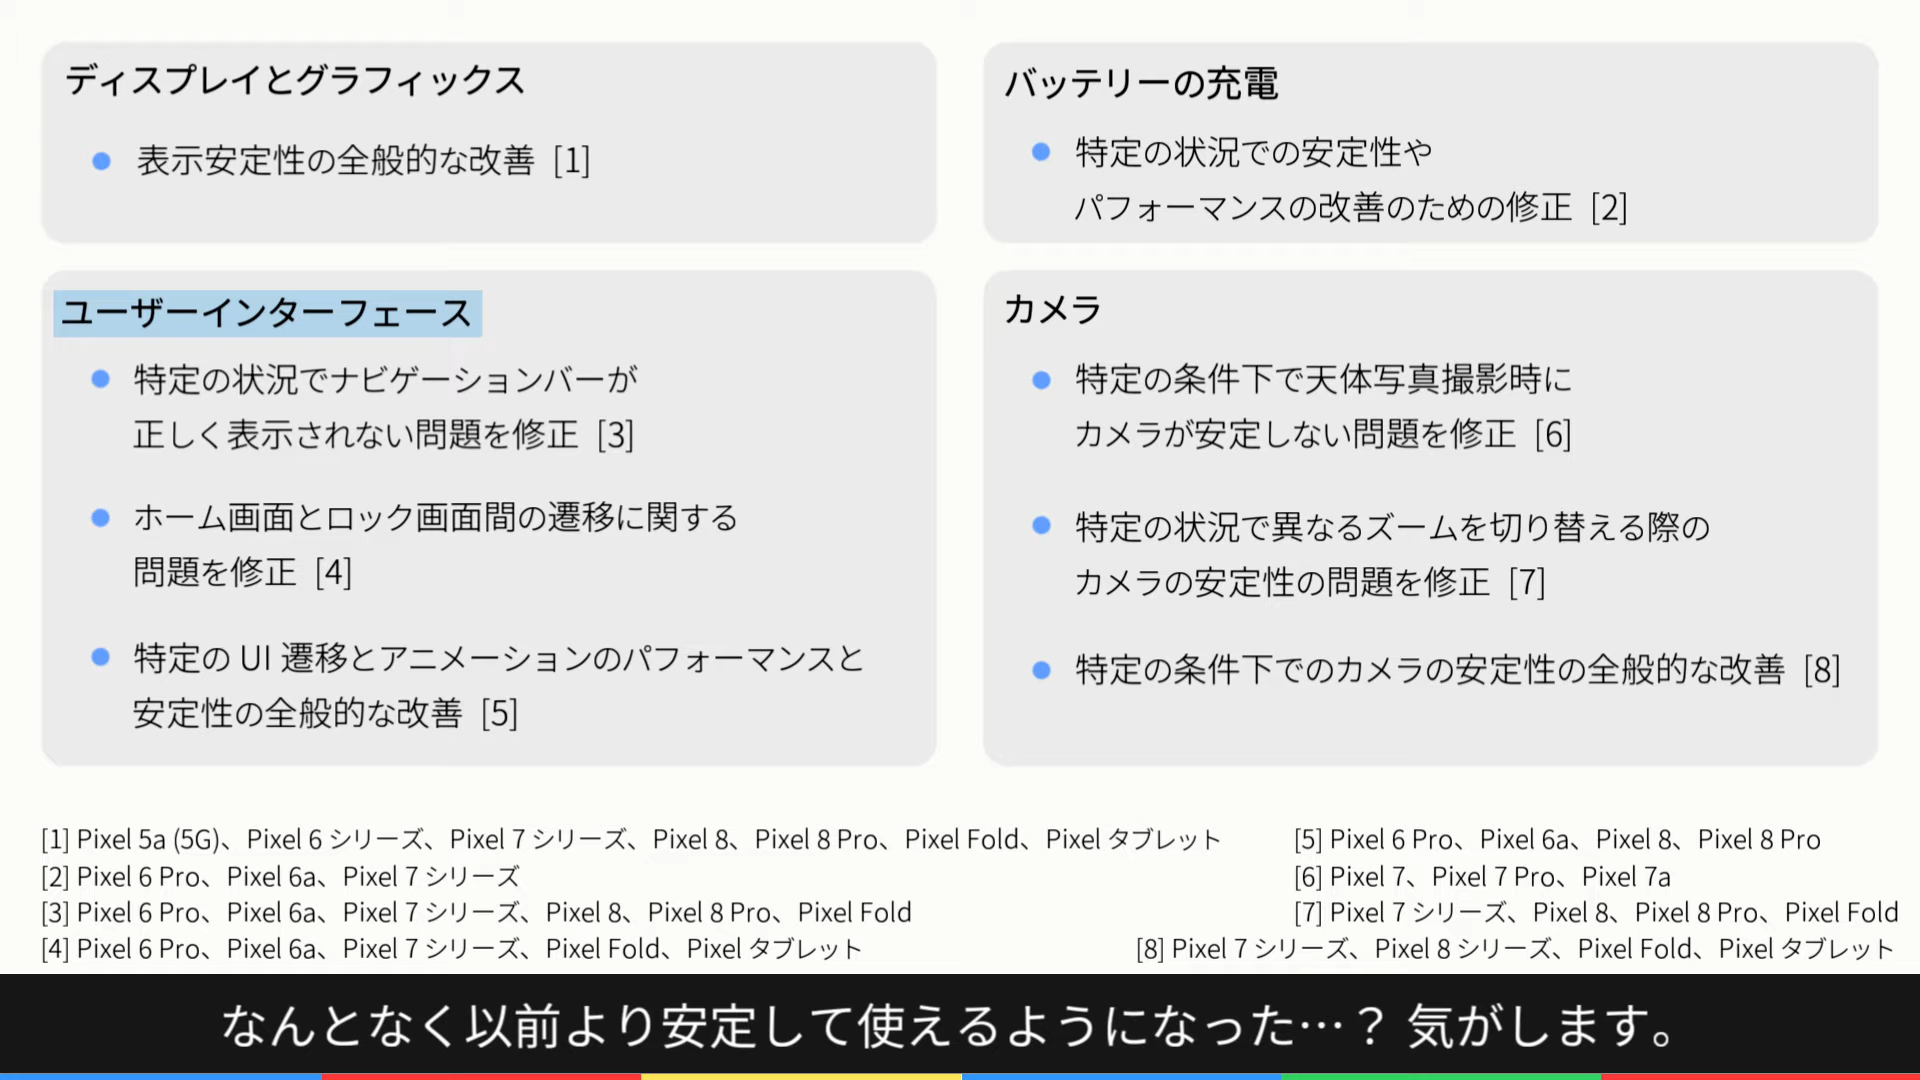 ディスプレイとグラフィックス
表示安定性の全般的な改善 [1]
バッテリーの充電
特定の状況での安定性や
パフォーマンスの改善のための修正 [2]
ユーザーインターフェース
特定の状況でナビゲーションバーが
正しく表示されない問題を修正 [3]
ホーム画面とロック画面間の遷移に関する
問題を修正 [4]
特定の UI 遷移とアニメーションのパフォーマンスと
安定性の全般的な改善 [5]
カメラ
特定の条件下で天体写真撮影時に
カメラが安定しない問題を修正 [6]
特定の状況で異なるズームを切り替える際の
カメラの安定性の問題を修正 [7]
特定の条件下でのカメラの安定性の全般的な改善 [8]
[1] Pixel 5a (5G)、Pixel 6 シリーズ、Pixel 7 シリーズ、Pixel 8、Pixel 8 Pro、Pixel Fold、Pixel タブレット
[2] Pixel 6 Pro、Pixel 6a、Pixel 7 シリーズ
[3] Pixel 6 Pro、Pixel 6a、Pixel 7 シリーズ、Pixel 8、Pixel 8 Pro、Pixel Fold
[4] Pixel 6 Pro、Pixel 6a、Pixel 7 シリーズ、Pixel Fold、Pixel タブレット
[5] Pixel 6 Pro、Pixel 6a、Pixel 8、Pixel 8 Pro
[6] Pixel 7、Pixel 7 Pro、Pixel 7a
[7] Pixel 7 シリーズ、Pixel 8、Pixel 8 Pro、Pixel Fold
[8] Pixel 7 シリーズ、Pixel 8 シリーズ、Pixel Fold、Pixel タブレット
なんとなく以前より安定して使えるようになった…？ 気がします。